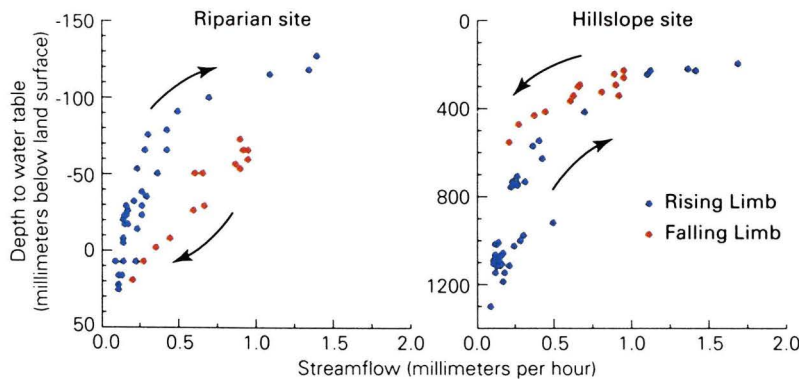 Riparian site
Hillslope site
Depth to water table
(millimeters below land surface)
-150
-100
-50
0
50
0.0
0.5
1.0
1.5
2.0
0
400
800
1200
0.0
0.5
1.0
1.5
2.0
Rising Limb
Falling Limb
Streamflow (millimeters per hour)